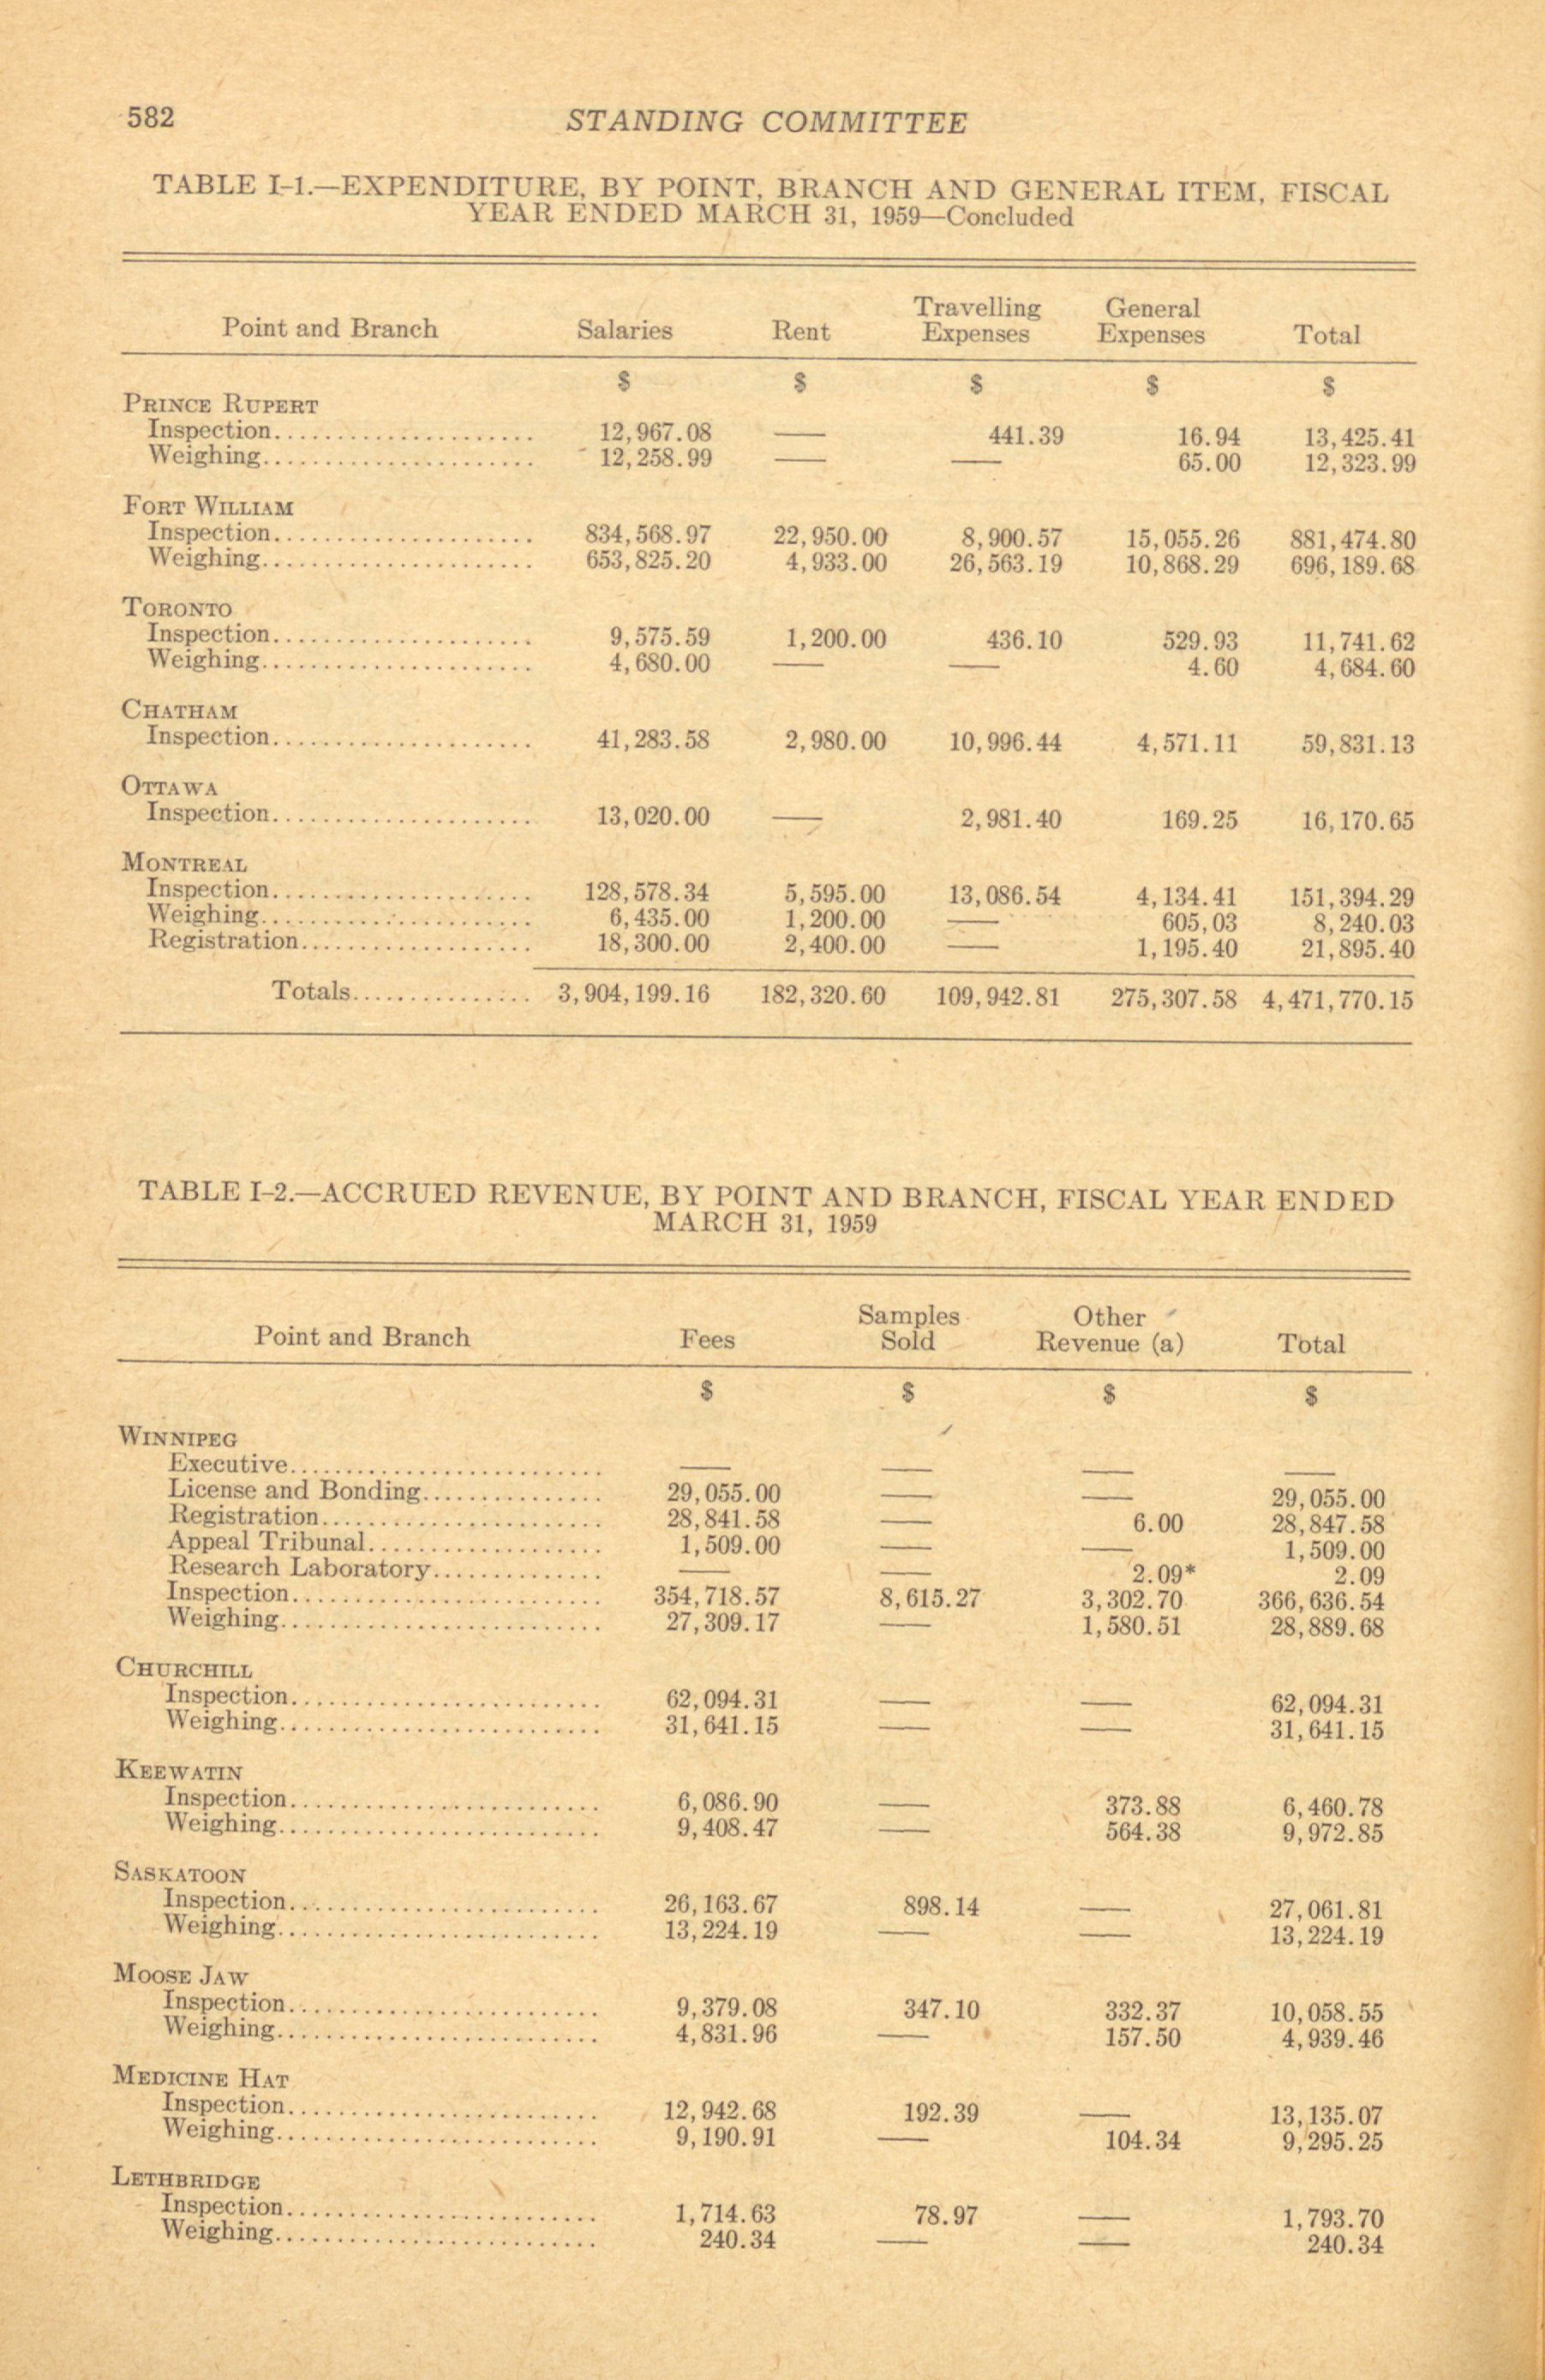 582
STANDING COMMITTEE
TABLE I-1.—EXPENDITURE, BY POINT, BRANCH AND GENERAL ITEM, FISCAL
YEAR ENDED MARCH 31, 1959—Concluded
Point and Branch Salaries Rent Travelling Expenses General Expenses Total
$ $ $ $ $
PRINCE RUPERT
Inspection..................... 12,967.08 — 441.39 16.94 13,425.41
Weighing...................... 12,258.99 — — 65.00 12,323.99
FORT WILLIAM
Inspection..................... 834,568.97 22,950.00 8,900.57 15,055.26 881,474.80
Weighing...................... 653,825.20 4,933.00 26,563.19 10,868.29 696,189.68
TORONTO
Inspection..................... 9,575.59 1,200.00 436.10 529.93 11,741.62
Weighing...................... 4,680.00 — — 4.60 4,684.60
CHATHAM
Inspection..................... 41,283.58 2,980.00 10,996.44 4,571.11 59,831.13
OTTAWA
Inspection..................... 13,020.00 — 2,981.40 169.25 16,170.65
MONTREAL
Inspection..................... 128,578.34 5,595.00 13,086.54 4,134.41 151,394.29
Weighing...................... 6,435.00 1,200.00 — 605,03 8,240.03
Registration................... 18,300.00 2,400.00 — 1,195.40 21,895.40
Totals............... 3,904,199.16 182,320.60 109,942.81 275,307.58 4,471,770.15
TABLE I-2.—ACCRUED REVENUE, BY POINT AND BRANCH, FISCAL YEAR ENDED
MARCH 31, 1959
Point and Branch Fees Samples Sold Other Revenue (a) Total
$ $ $ $
WINNIPEG
Executive......................... — — — —
License and Bonding............... 29,055.00 — — 29,055.00
Registration....................... 28,841.58 — 6.00 28,847.58
Appeal Tribunal................... 1,509.00 — — 1,509.00
Research Laboratory.............. — — 2.09* 2.09
Inspection......................... 354,718.57 8,615.27 3,302.70 366,636.54
Weighing.......................... 27,309.17 — 1,580.51 28,889.68
CHURCHILL
Inspection......................... 62,094.31 — — 62,094.31
Weighing.......................... 31,641.15 — — 31,641.15
KEEWATIN
Inspection......................... 6,086.90 — 373.88 6,460.78
Weighing.......................... 9,408.47 — 564.38 9,972.85
SASKATOON
Inspection......................... 26,163.67 898.14 — 27,061.81
Weighing.......................... 13,224.19 — — 13,224.19
MOOSE JAW
Inspection......................... 9,379.08 347.10 332.37 10,058.55
Weighing.......................... 4,831.96 — 157.50 4,939.46
MEDICINE HAT
Inspection......................... 12,942.68 192.39 — 13,135.07
Weighing.......................... 9,190.91 — 104.34 9,295.25
LETHBRIDGE
Inspection......................... 1,714.63 78.97 — 1,793.70
Weighing.......................... 240.34 — — 240.34